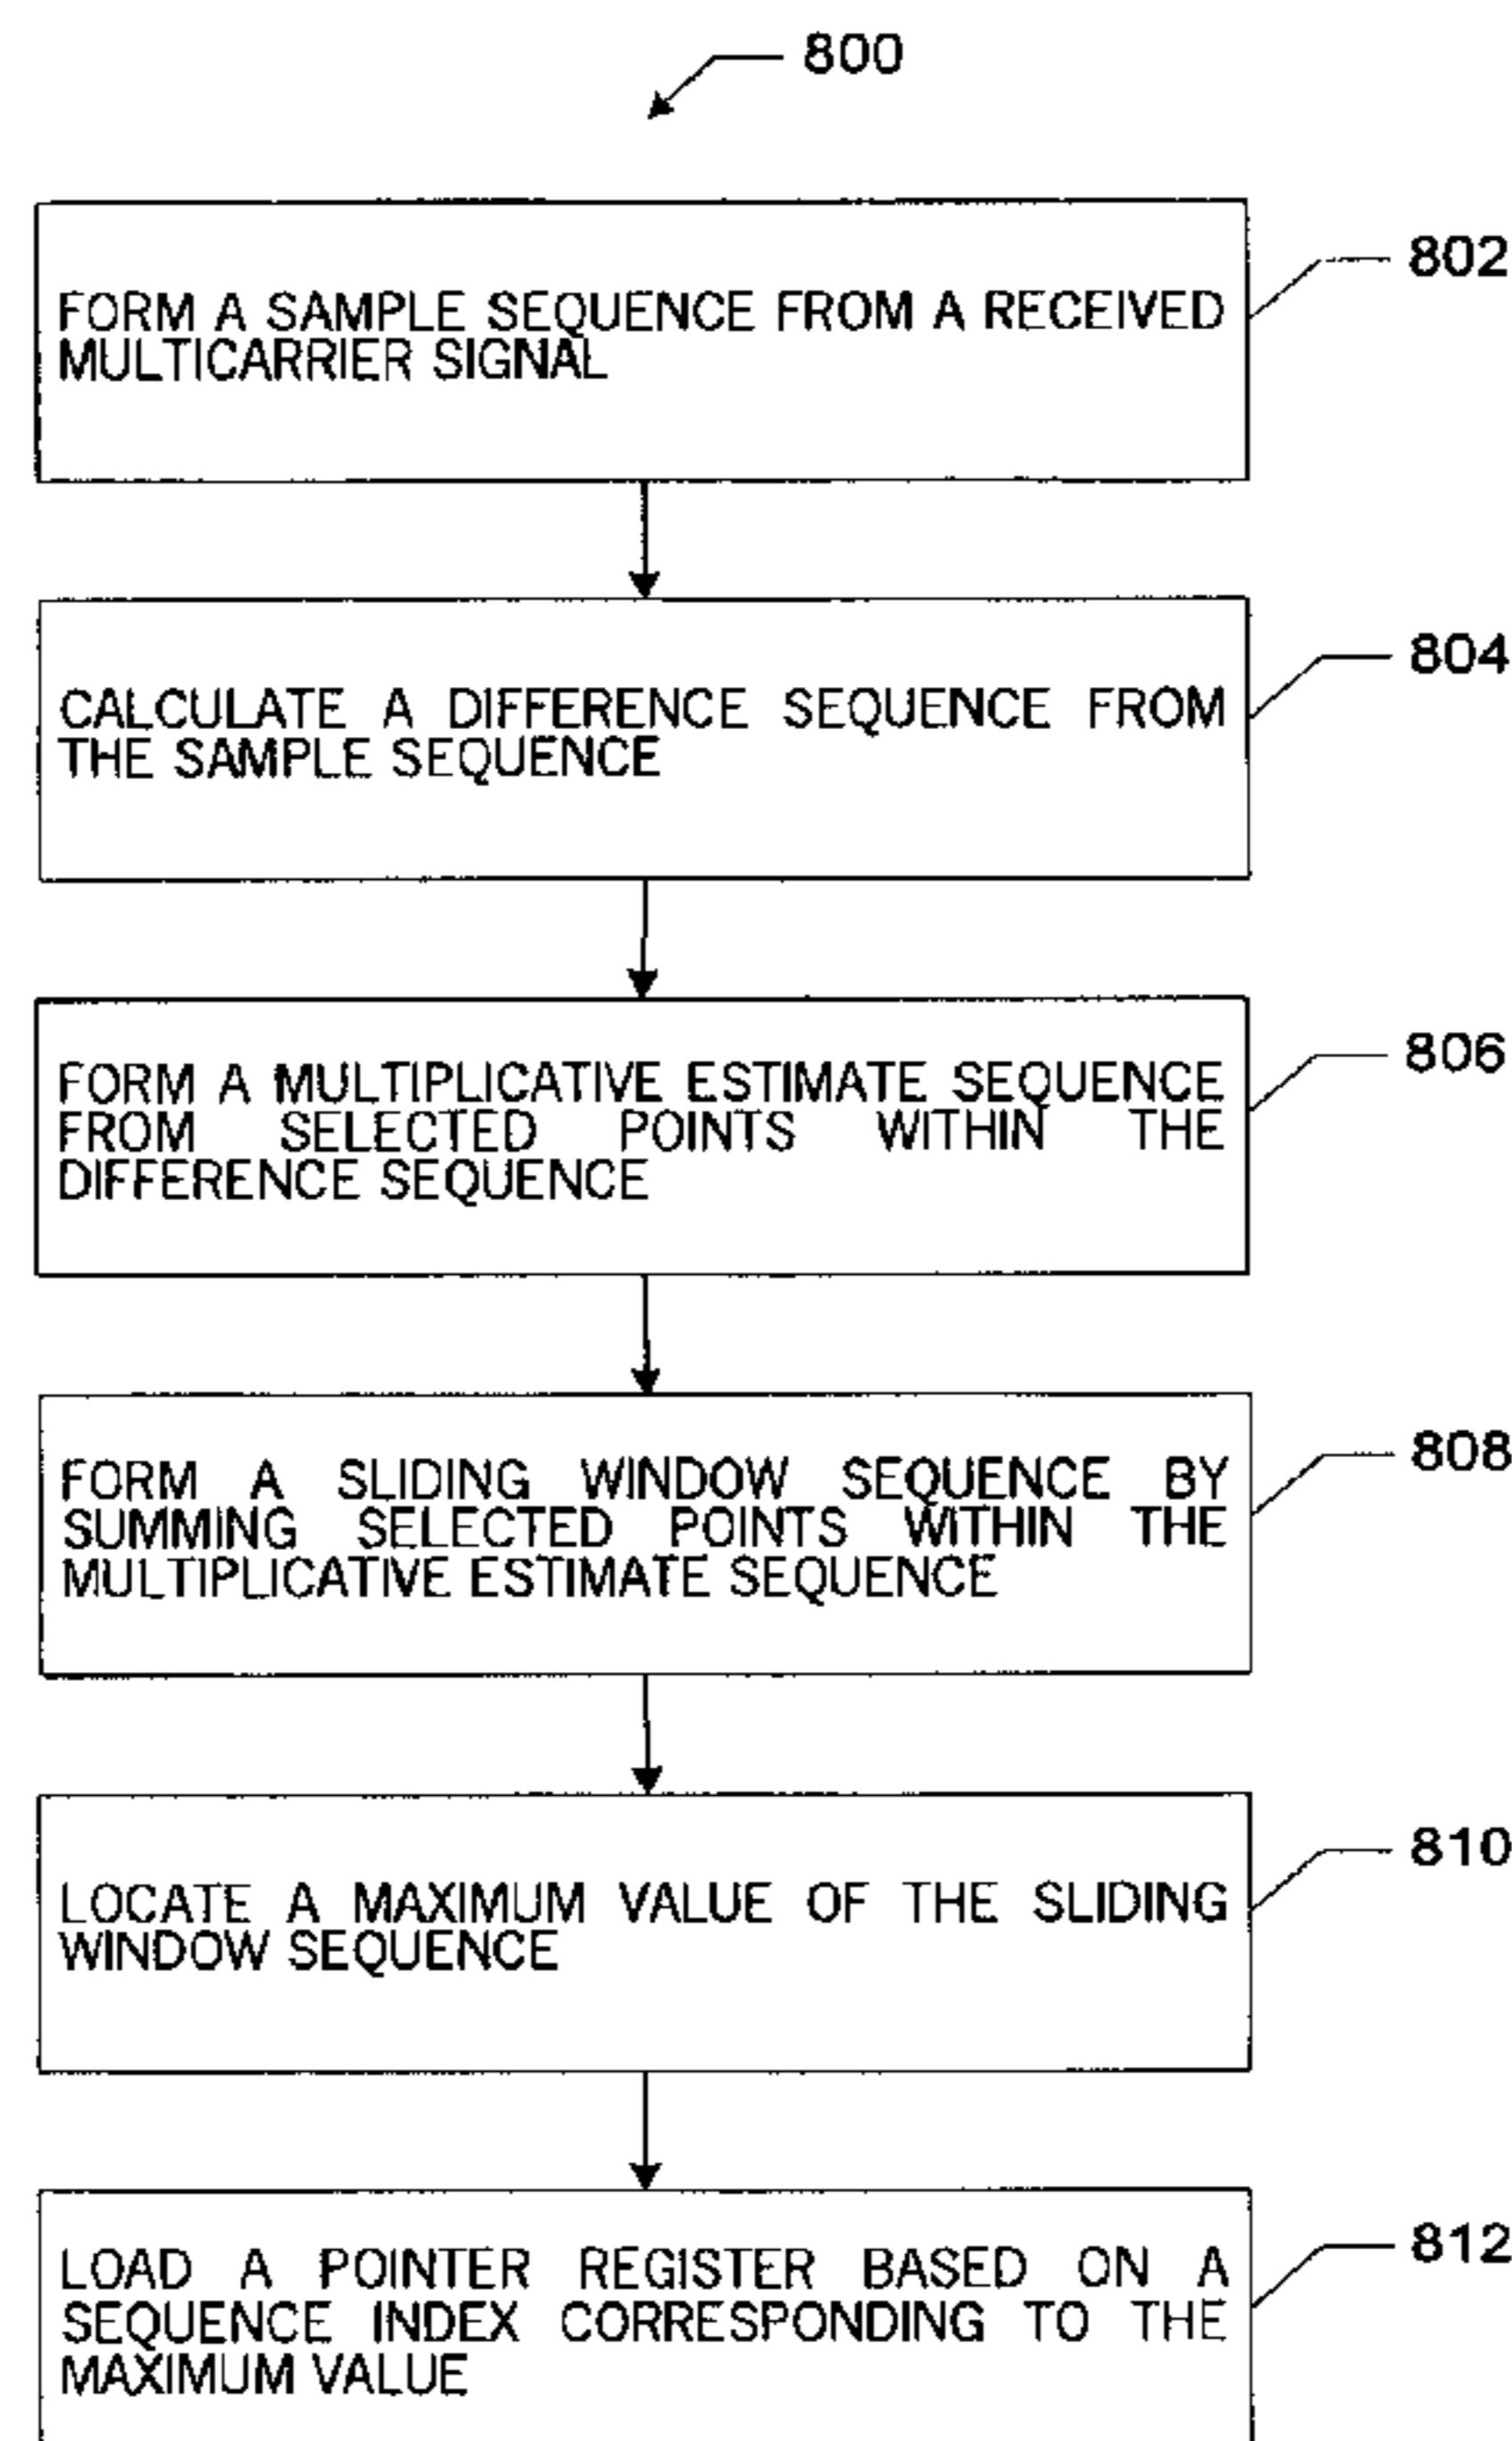 800
802
FORM A SAMPLE SEQUENCE FROM A RECEIVED
MULTICARRIER SIGNAL
804
CALCULATE A DIFFERENCE SEQUENCE FROM
THE SAMPLE SEQUENCE
806
FORM A MULTIPLICATIVE ESTIMATE SEQUENCE
FROM SELECTED POINTS WITHIN THE
DIFFERENCE SEQUENCE
808
FORM A SLIDING WINDOW SEQUENCE BY
SUMMING SELECTED POINTS WITHIN THE
MULTIPLICATIVE ESTIMATE SEQUENCE
810
LOCATE A MAXIMUM VALUE OF THE SLIDING
WINDOW SEQUENCE
812
LOAD A POINTER REGISTER BASED ON A
SEQUENCE INDEX CORRESPONDING TO THE
MAXIMUM VALUE